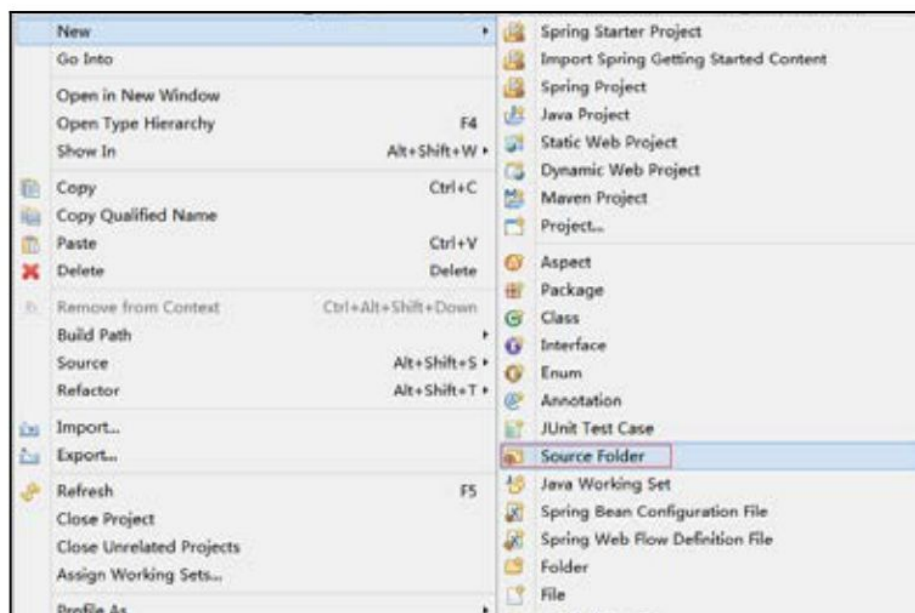 New
Go Into
Open in New Window
Open Type Hierarchy F4
Show In Alt+Shift+W
Copy Ctrl+C
Copy Qualified Name
Paste Ctrl+V
Delete Delete
Remove from Context Ctrl+Alt+Shift+Down
Build Path
Source Alt+Shift+S
Refactor Alt+Shift+T
Import...
Export...
Refresh F5
Close Project
Close Unrelated Projects
Assign Working Sets...
Profile As
Spring Starter Project
Import Spring Getting Started Content
Spring Project
Java Project
Static Web Project
Dynamic Web Project
Maven Project
Project...
Aspect
Package
Class
Interface
Enum
Annotation
JUnit Test Case
Source Folder
Java Working Set
Spring Bean Configuration File
Spring Web Flow Definition File
Folder
File